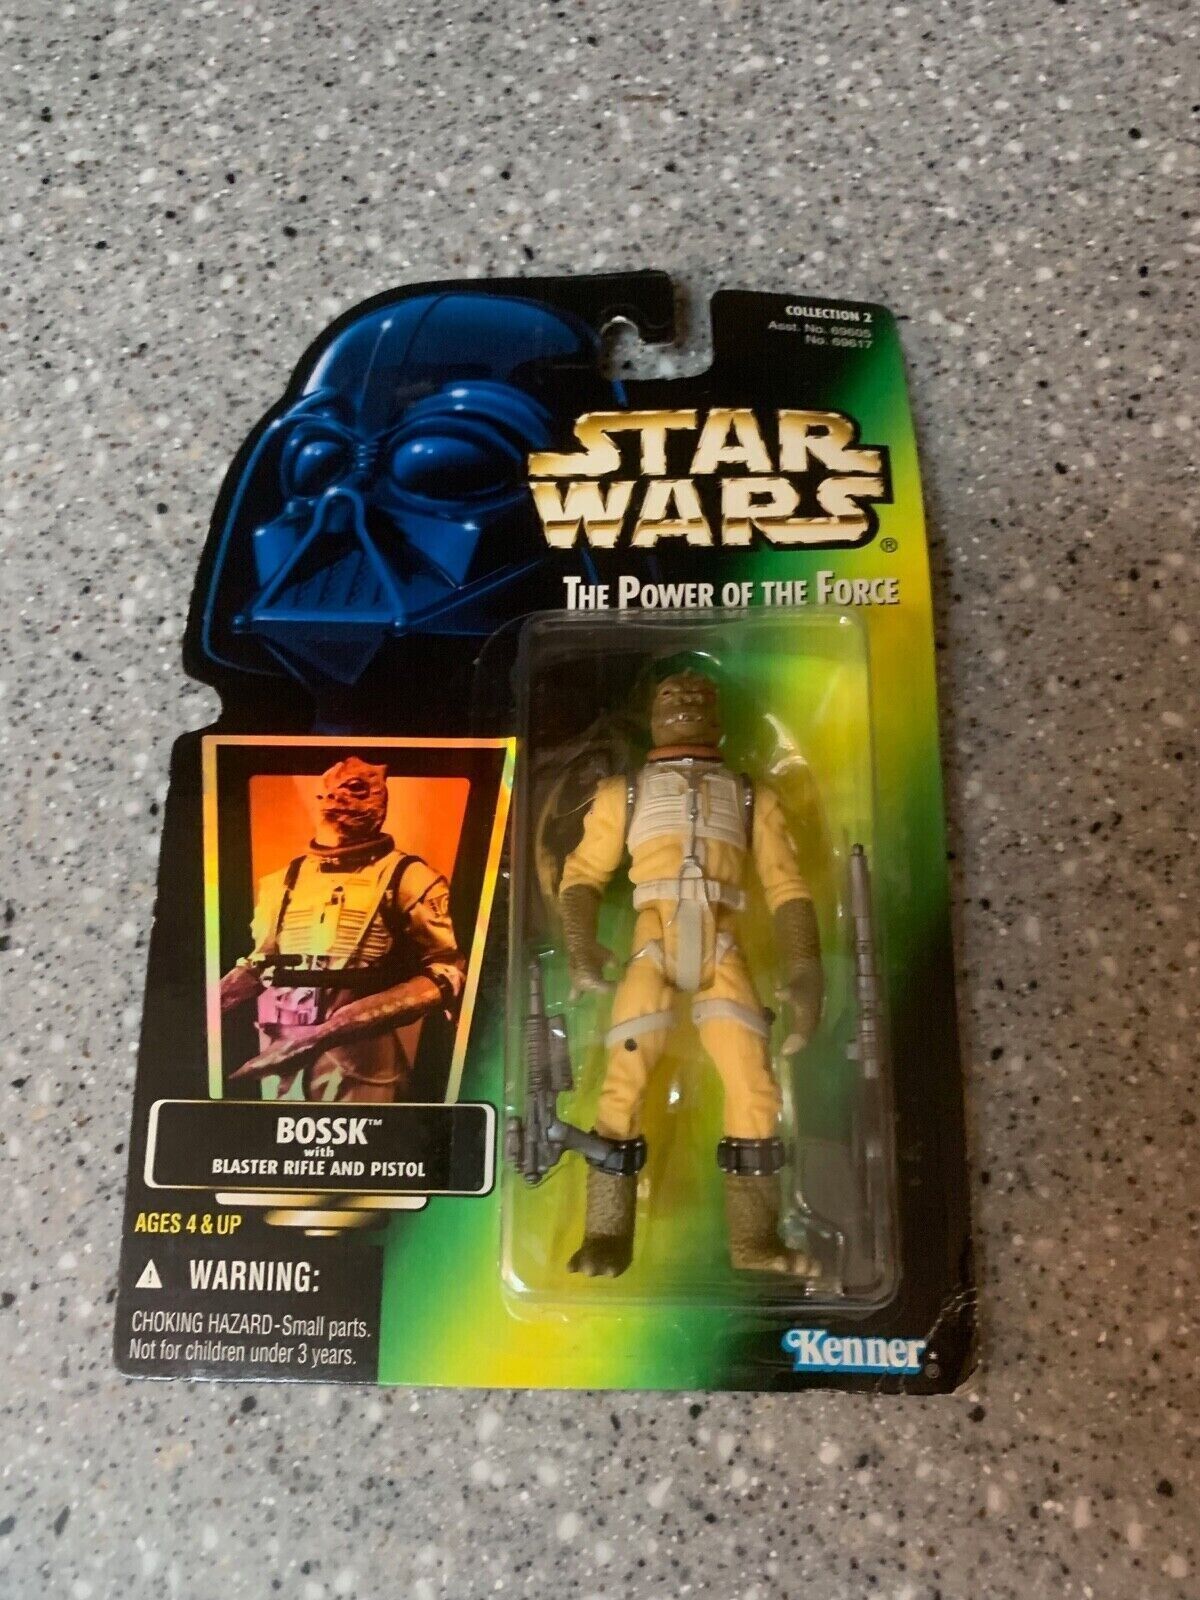 COLLECTION 2
Asst. No. 69605
No. 69617
STAR
WARS®
THE POWER OF THE FORCE
BOSSK™
with
BLASTER RIFLE AND PISTOL
AGES 4 & UP
⚠ WARNING:
CHOKING HAZARD-Small parts.
Not for children under 3 years.
Kenner®